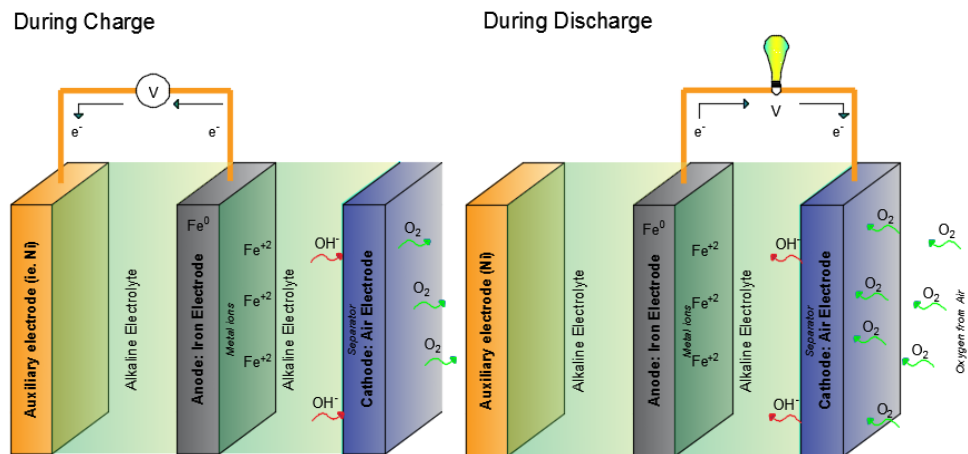 During Charge
V
e-
e-
Auxiliary electrode (ie. Ni)
Alkaline Electrolyte
Anode: Iron Electrode
Fe⁰
Fe⁺²
Fe⁺²
Fe⁺²
Metal ions
Alkaline Electrolyte
OH⁻
OH⁻
Separator
Cathode: Air Electrode
O₂
O₂
O₂
During Discharge
V
e-
e-
Auxiliary electrode (Ni)
Alkaline Electrolyte
Anode: Iron Electrode
Fe⁰
Fe⁺²
Fe⁺²
Fe⁺²
Metal ions
Alkaline Electrolyte
OH⁻
OH⁻
Separator
Cathode: Air Electrode
O₂
O₂
O₂
O₂
O₂
O₂
O₂
Oxygen from Air